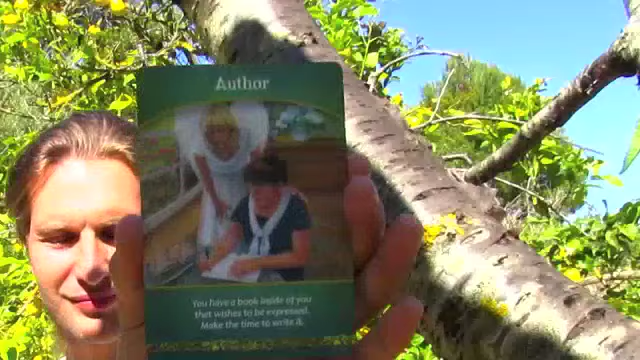 Author
You have a book inside of you
that wishes to be expressed.
Make the time to write it.